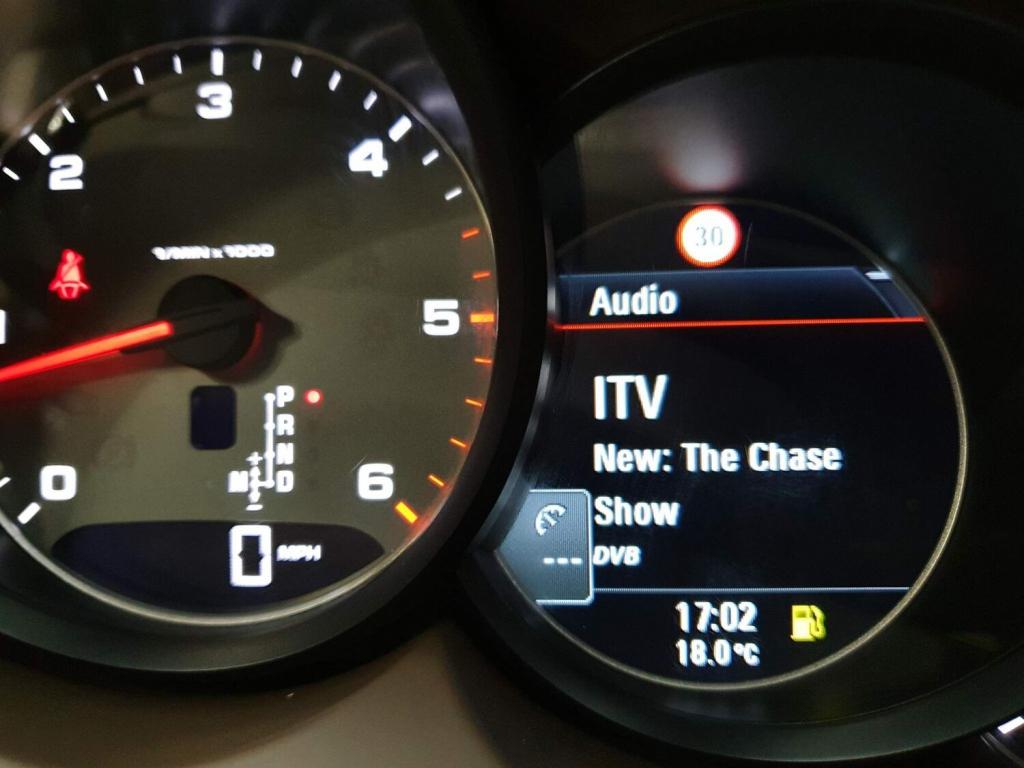 3
2
4
1/MIN x 1000
1
5
P
R
N
M D
0
6
0 MPH
30
Audio
ITV
New: The Chase
Show
--- DVB
17:02
18.0°C